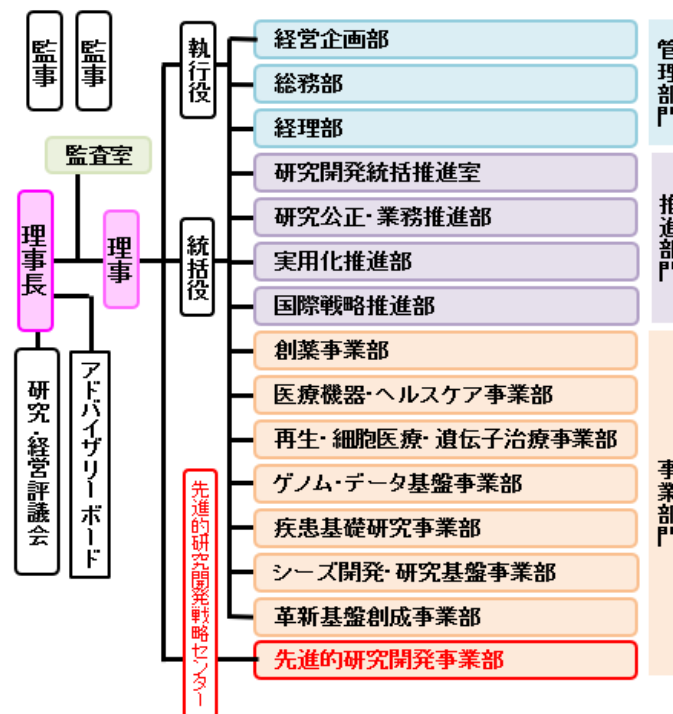 監事
監事
監査室
理事長
理事
研究・経営評議会
アドバイザリーボード
執行役
統括役
先進的研究開発戦略センター
経営企画部
総務部
経理部
研究開発統括推進室
研究公正・業務推進部
実用化推進部
国際戦略推進部
創薬事業部
医療機器・ヘルスケア事業部
再生・細胞医療・遺伝子治療事業部
ゲノム・データ基盤事業部
疾患基礎研究事業部
シーズ開発・研究基盤事業部
革新基盤創成事業部
先進的研究開発事業部
管理部門
推進部門
事業部門